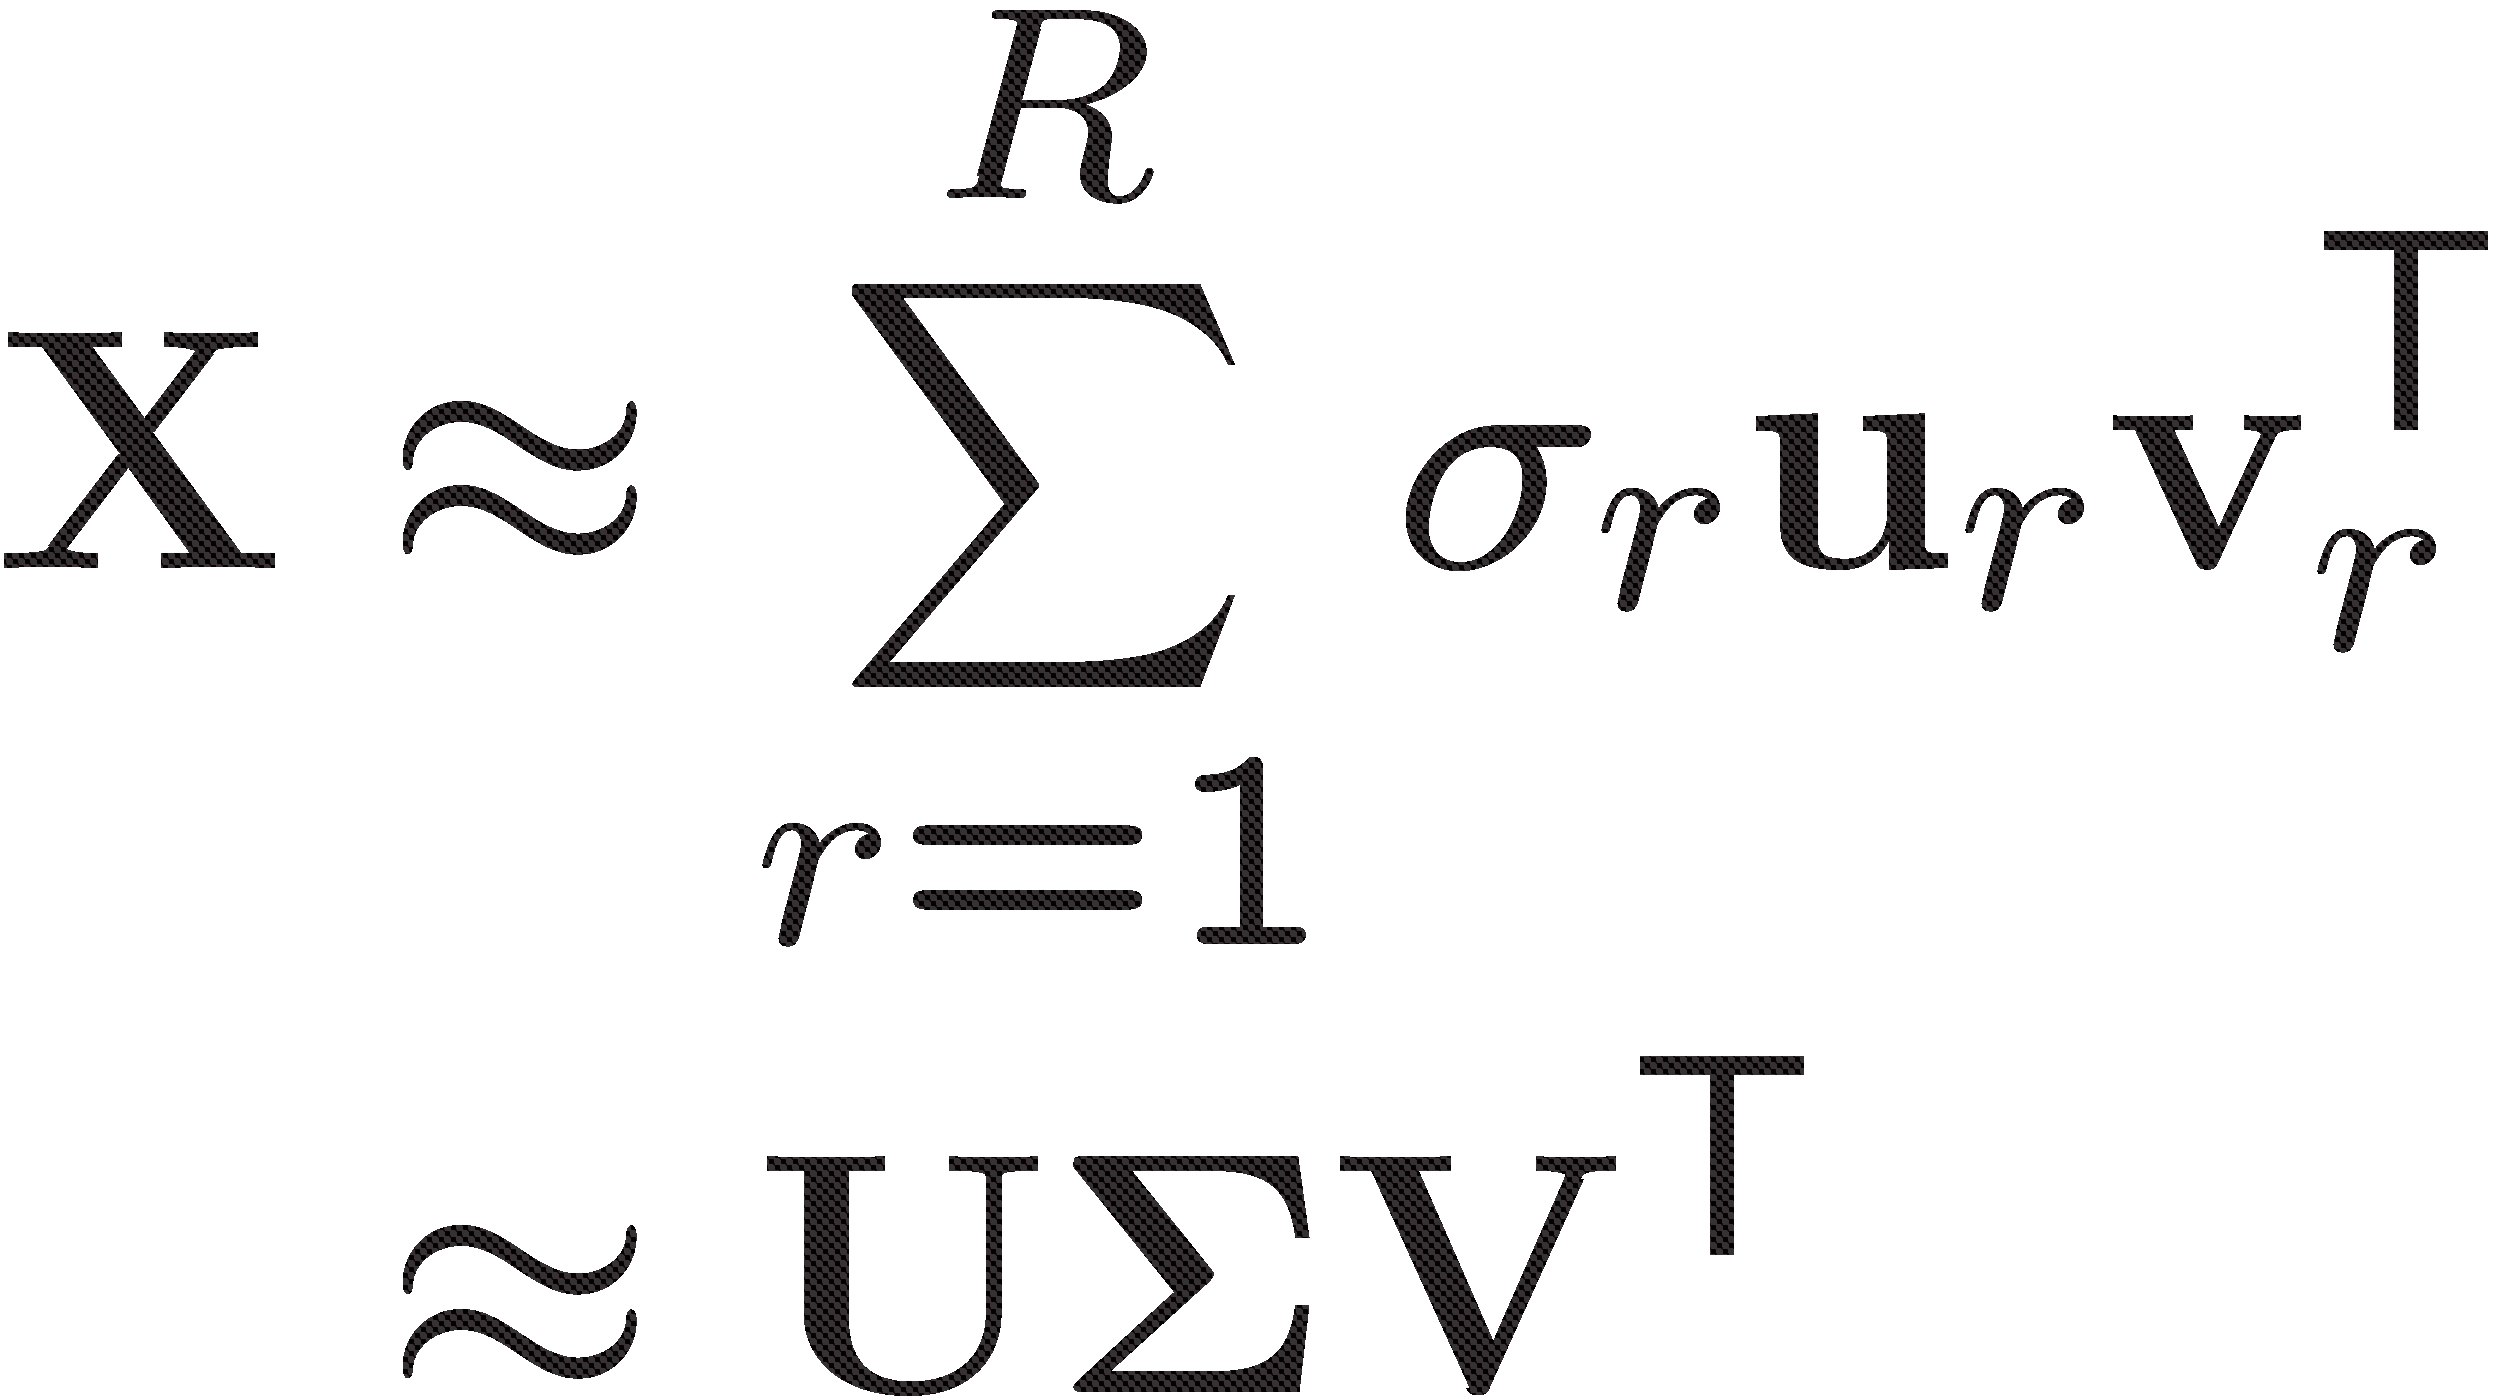 X ≈ ∑_{r=1}^{R} σ_r u_r v_r^⊤
≈ UΣV^⊤